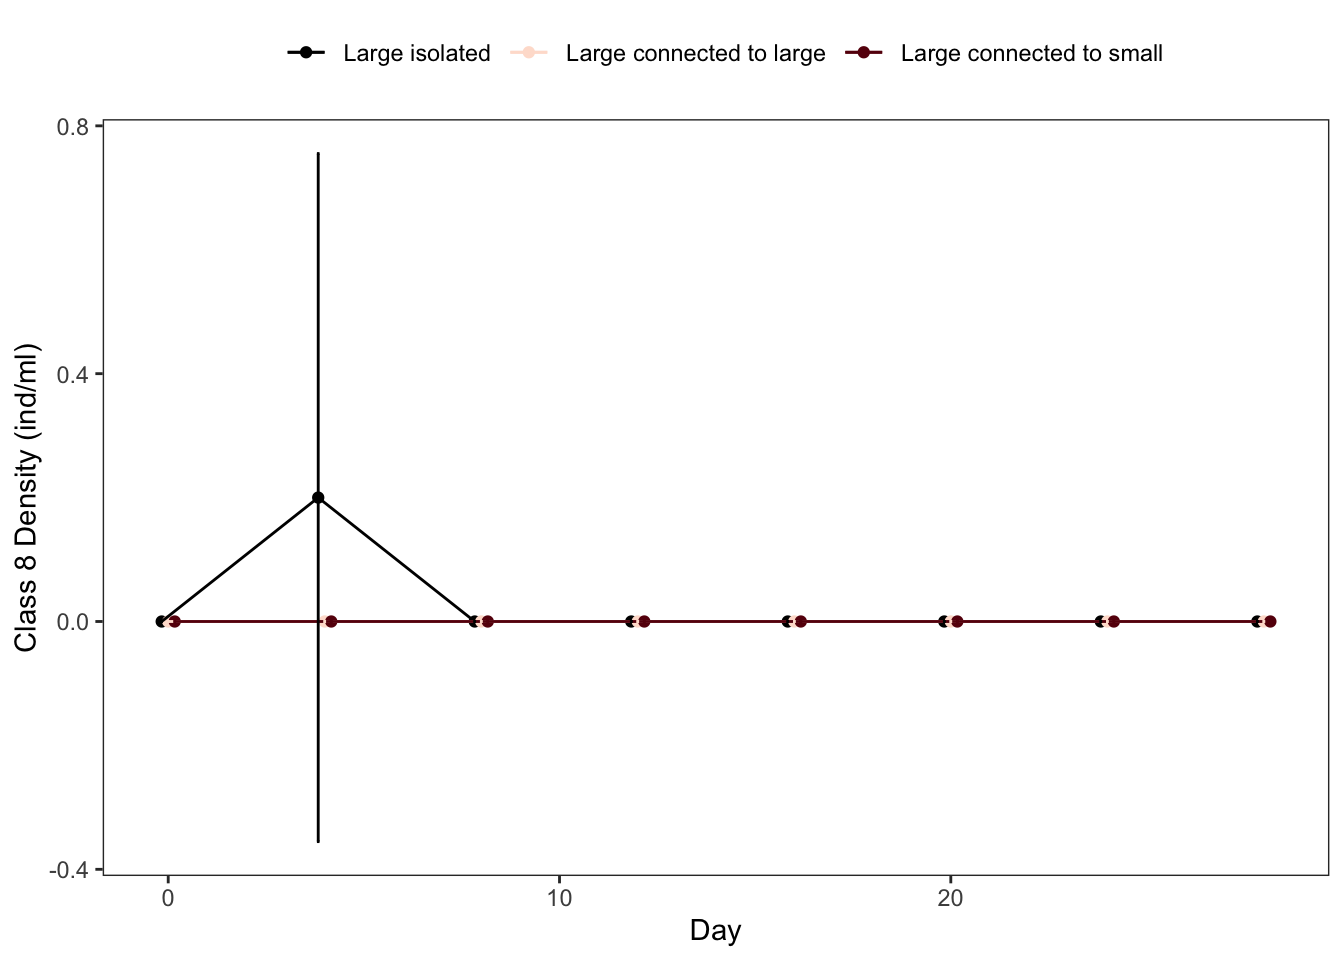 Large isolated Large connected to large Large connected to small
0.8
0.4
0.0
-0.4
Class 8 Density (ind/ml)
0 10 20
Day